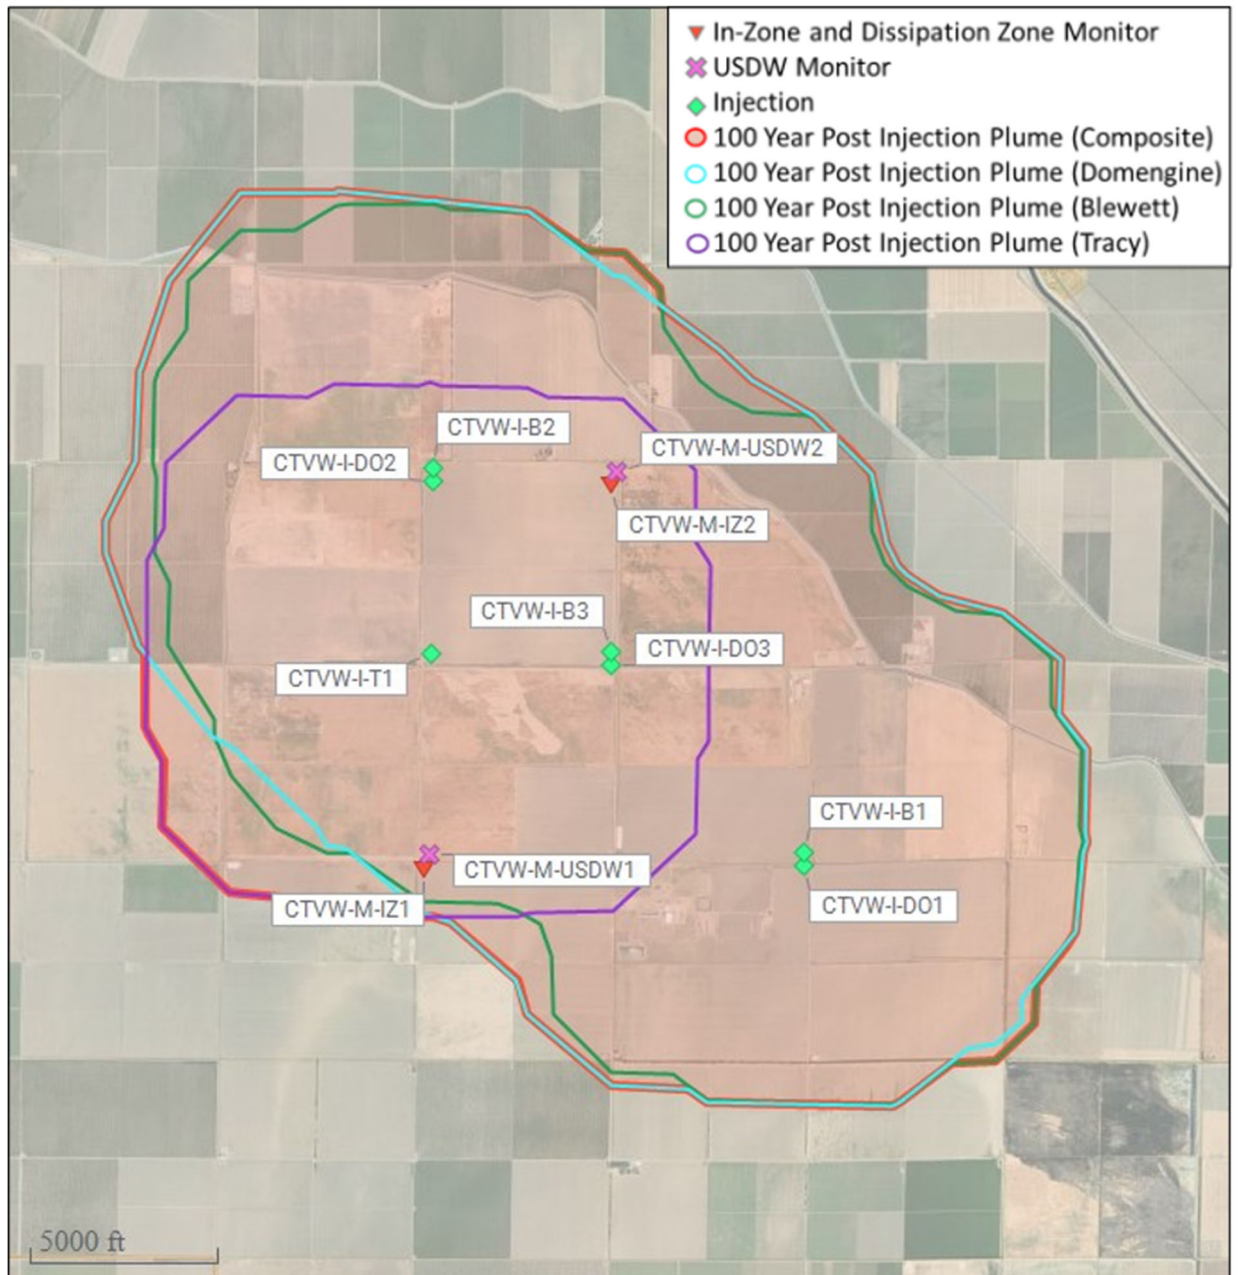 In-Zone and Dissipation Zone Monitor
USDW Monitor
Injection
100 Year Post Injection Plume (Composite)
100 Year Post Injection Plume (Domengine)
100 Year Post Injection Plume (Blewett)
100 Year Post Injection Plume (Tracy)
CTVW-I-B2
CTVW-M-USDW2
CTVW-I-DO2
CTVW-M-IZ2
CTVW-I-B3
CTVW-I-DO3
CTVW-I-T1
CTVW-I-B1
CTVW-M-USDW1
CTVW-M-IZ1
CTVW-I-DO1
5000 ft